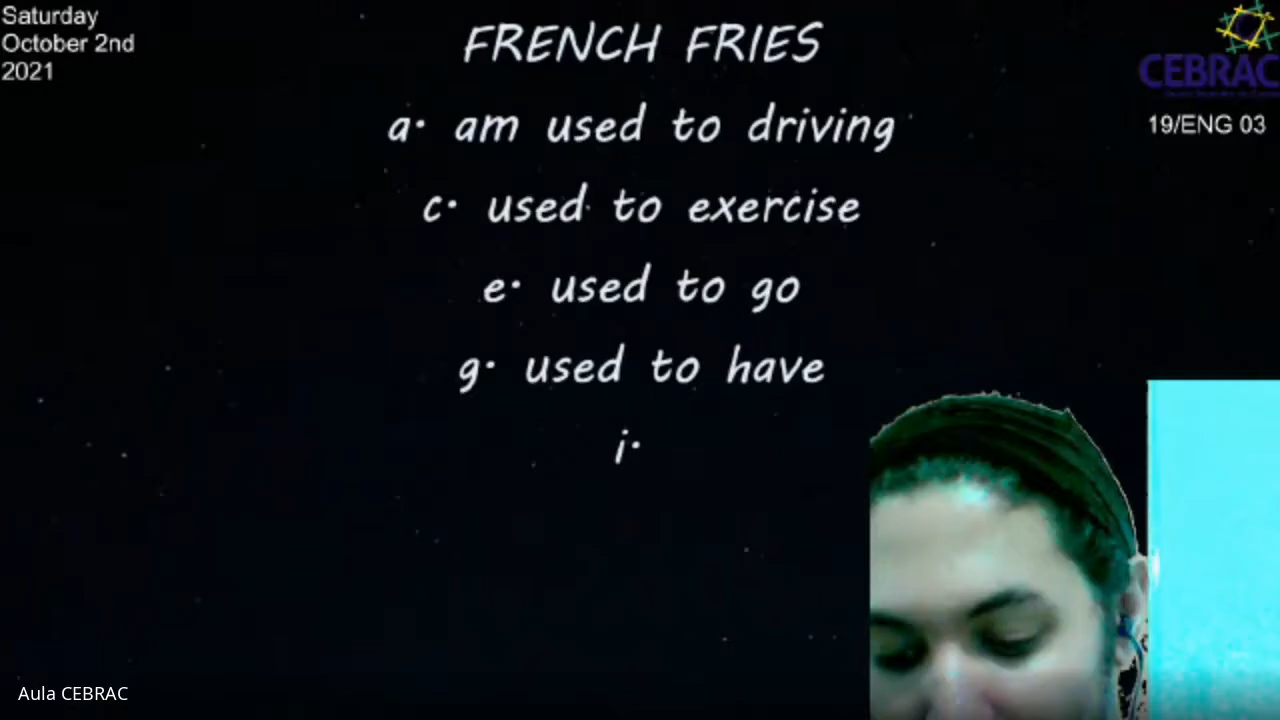 Saturday
October 2nd
2021
FRENCH FRIES
a. am used to driving
c. used to exercise
e. used to go
g. used to have
i.
CEBRAC
19/ENG 03
Aula CEBRAC